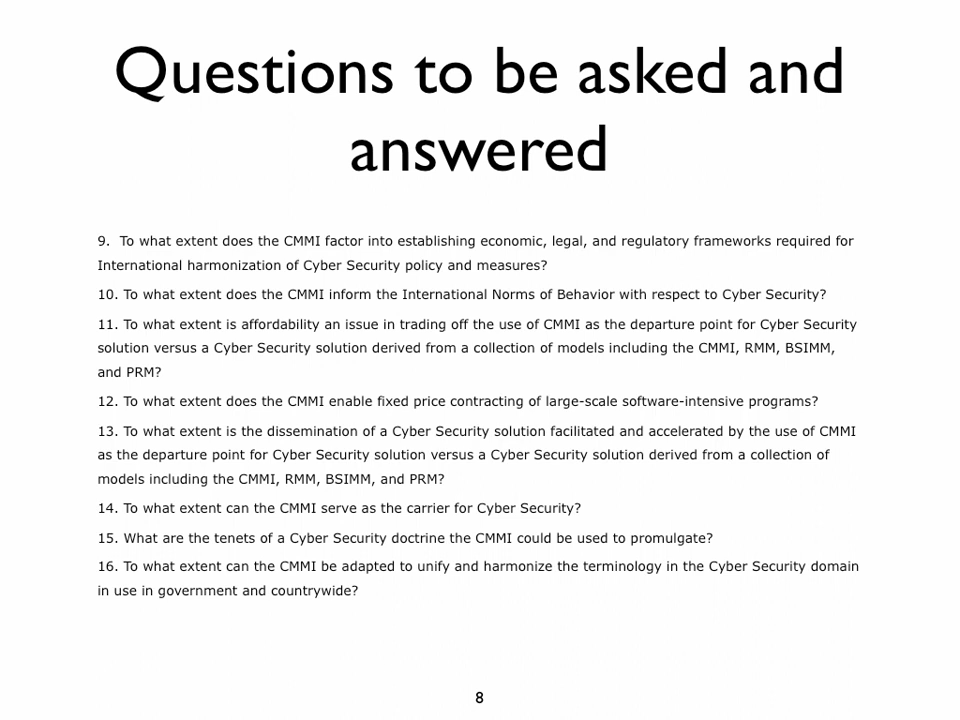 Questions to be asked and
answered
9.  To what extent does the CMMI factor into establishing economic, legal, and regulatory frameworks required for
International harmonization of Cyber Security policy and measures?
10. To what extent does the CMMI inform the International Norms of Behavior with respect to Cyber Security?
11. To what extent is affordability an issue in trading off the use of CMMI as the departure point for Cyber Security
solution versus a Cyber Security solution derived from a collection of models including the CMMI, RMM, BSIMM,
and PRM?
12. To what extent does the CMMI enable fixed price contracting of large-scale software-intensive programs?
13. To what extent is the dissemination of a Cyber Security solution facilitated and accelerated by the use of CMMI
as the departure point for Cyber Security solution versus a Cyber Security solution derived from a collection of
models including the CMMI, RMM, BSIMM, and PRM?
14. To what extent can the CMMI serve as the carrier for Cyber Security?
15. What are the tenets of a Cyber Security doctrine the CMMI could be used to promulgate?
16. To what extent can the CMMI be adapted to unify and harmonize the terminology in the Cyber Security domain
in use in government and countrywide?
8